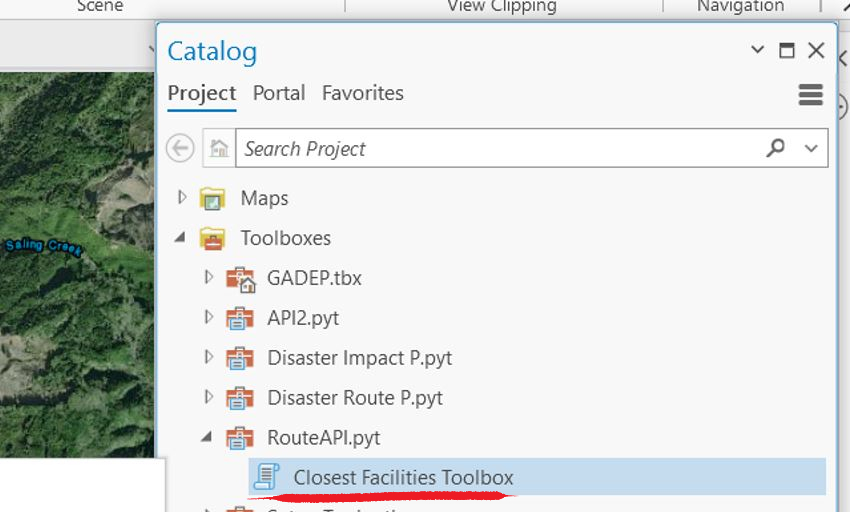 Scene
View Clipping
Navigation
Catalog
Project Portal Favorites
Search Project
Maps
Saling Creek
Toolboxes
GADEP.tbx
API2.pyt
Disaster Impact P.pyt
Disaster Route P.pyt
RouteAPI.pyt
Closest Facilities Toolbox